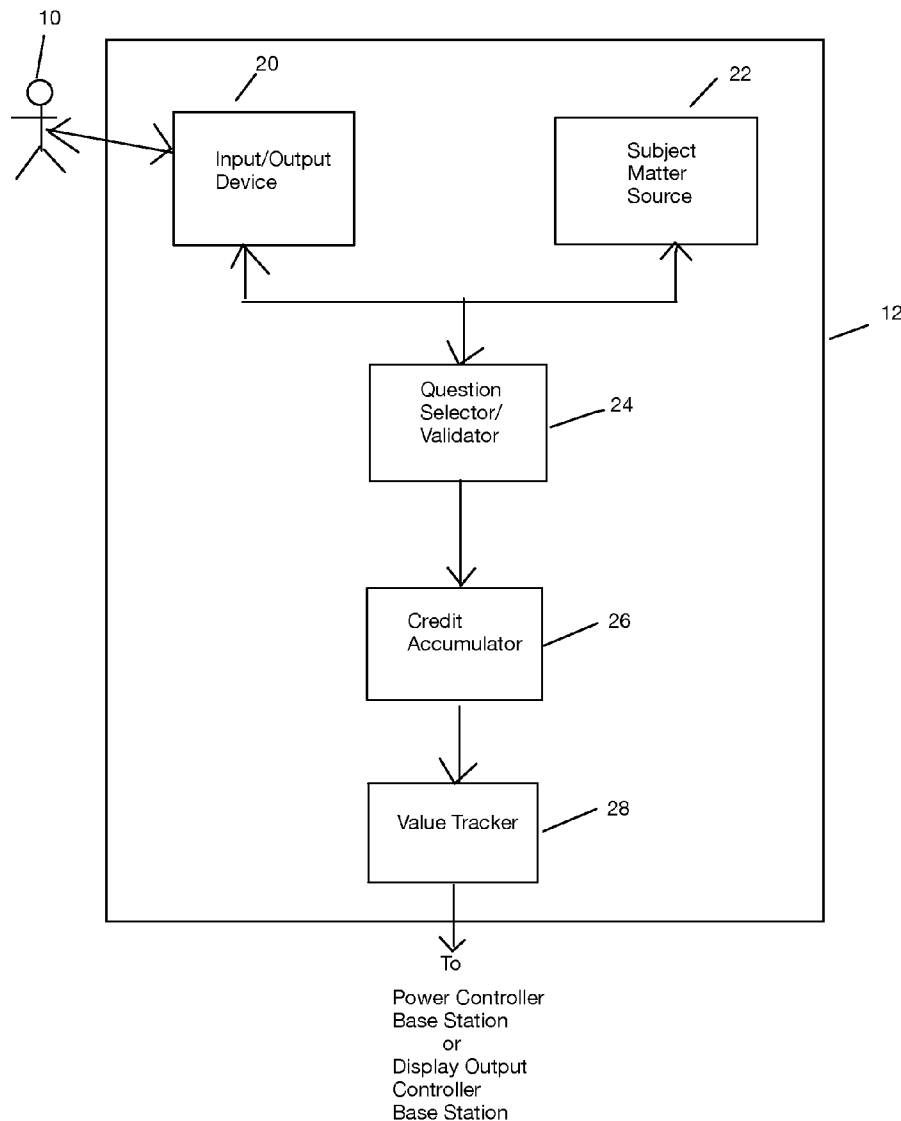 10
20
22
Input/Output
Device
Subject
Matter
Source
12
Question
Selector/
Validator
24
Credit
Accumulator
26
Value Tracker
28
To
Power Controller
Base Station
or
Display Output
Controller
Base Station